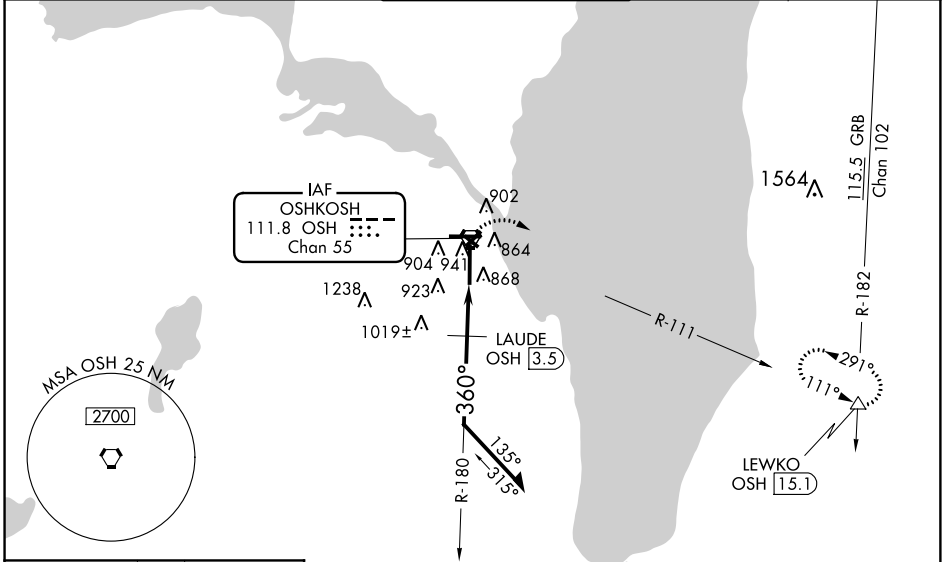 IAF
OSHKOSH
111.8 OSH
Chan 55
902
864
904
941
868
923
1238
1019±
LAUDE
OSH 3.5
360°
135°
315°
R-180
R-111
1564
115.5 GRB
Chan 102
R-182
291°
111°
LEWKO
OSH 15.1
MSA OSH 25 NM
2700